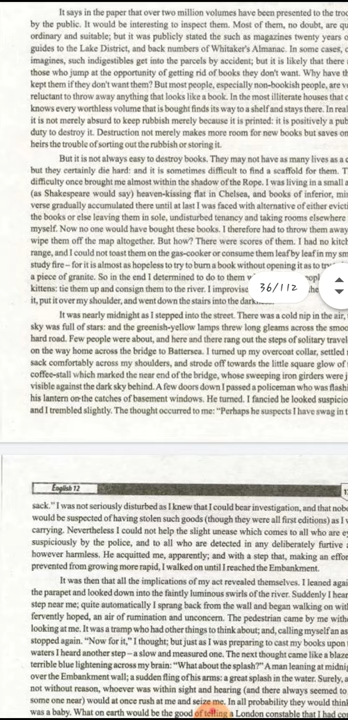 It says in the paper that over two million volumes have been presented to the tro
by the public. It would be interesting to inspect them. Most of them, no doubt, are qu
ordinary and suitable; but it was publicly stated the such as magazines twenty years o
guides to the Lake District, and back numbers of Whitaker's Almanac. In some cases, o
imagines, such indigestibles get into the parcels by accident; but it is likely that there a
those who jump at the opportunity of getting rid of books they don't want. Why have th
kept them if they don't want them? But most people, especially non-bookish people, are v
reluctant to throw away anything that looks like a book. In the most illiterate houses that o
knows every worthless volume that is bought finds its way to a shelf and stays there. In real
it is not merely absurd to keep rubbish merely because it is printed: it is positively a pub
duty to destroy it. Destruction not merely makes more room for new books but saves on
heirs the trouble of sorting out the rubbish or storing it.
But it is not always easy to destroy books. They may not have as many lives as a c
but they certainly die hard: and it is sometimes difficult to find a scaffold for them. T
difficulty once brought me almost within the shadow of the Rope. I was living in a small a
(as Shakespeare would say) heaven-kissing flat in Chelsea, and books of inferior, mi
verse gradually accumulated there until at last I was faced with alternative of either evicti
the books or else leaving them in sole, undisturbed tenancy and taking rooms elsewhere
myself. Now no one would have bought these books. I therefore had to throw them away
wipe them off the map altogether. But how? There were scores of them. I had no kitch
range, and I could not toast them on the gas-cooker or consume them leaf by leaf in my sm
study fire – for it is almost as hopeless to try to burn a book without opening it as to try
a piece of granite. So in the end I determined to do to them
kittens: tie them up and consign them to the river. I improvise
36/112
it, put it over my shoulder, and went down the stairs into the
It was nearly midnight as I stepped into the street. There was a cold nip in the air,
sky was full of stars: and the greenish-yellow lamps threw long gleams across the smoo
hard road. Few people were about, and here and there rang out the steps of solitary travel
on the way home across the bridge to Battersea. I turned up my overcoat collar, settled
sack comfortably across my shoulders, and strode off towards the little square glow of
coffee-stall which marked the near end of the bridge, whose sweeping iron girders were j
visible against the dark sky behind. A few doors down I passed a policeman who was flashi
his lantern on the catches of basement windows. He turned. I fancied he looked suspicio
and I trembled slightly. The thought occurred to me: "Perhaps he suspects I have swag in t
English 12
sack." I was not seriously disturbed as I knew that I could bear investigation, and that nobo
would be suspected of having stolen such goods (though they were all first editions) as I v
carrying. Nevertheless I could not help the slight unease which comes to all who are ey
suspiciously by the police, and to all who are detected in any deliberately furtive a
however harmless. He acquitted me, apparently; and with a step that, making an effor
prevented from growing more rapid, I walked on until I reached the Embankment.
It was then that all the implications of my act revealed themselves. I leaned agai
the parapet and looked down into the faintly luminous swirls of the river. Suddenly I hear
step near me; quite automatically I sprang back from the wall and began walking on wit
fervently hoped, an air of rumination and unconcern. The pedestrian came by me witho
looking at me. It was a tramp who had other things to think about; and, calling myself an as
stopped again. "Now for it," I thought; but just as I was preparing to cast my books upon
waters I heard another step – a slow and measured one. The next thought came like a blaze
terrible blue lightening across my brain: "What about the splash?" A man leaning at midnig
over the Embankment wall; a sudden fling of his arms: a great splash in the water. Surely, a
not without reason, whoever was within sight and hearing (and there always seemed to
some one near) would at once rush at me and seize me. In all probability they would think
was a baby. What on earth would be the good of telling a London constable that I had co